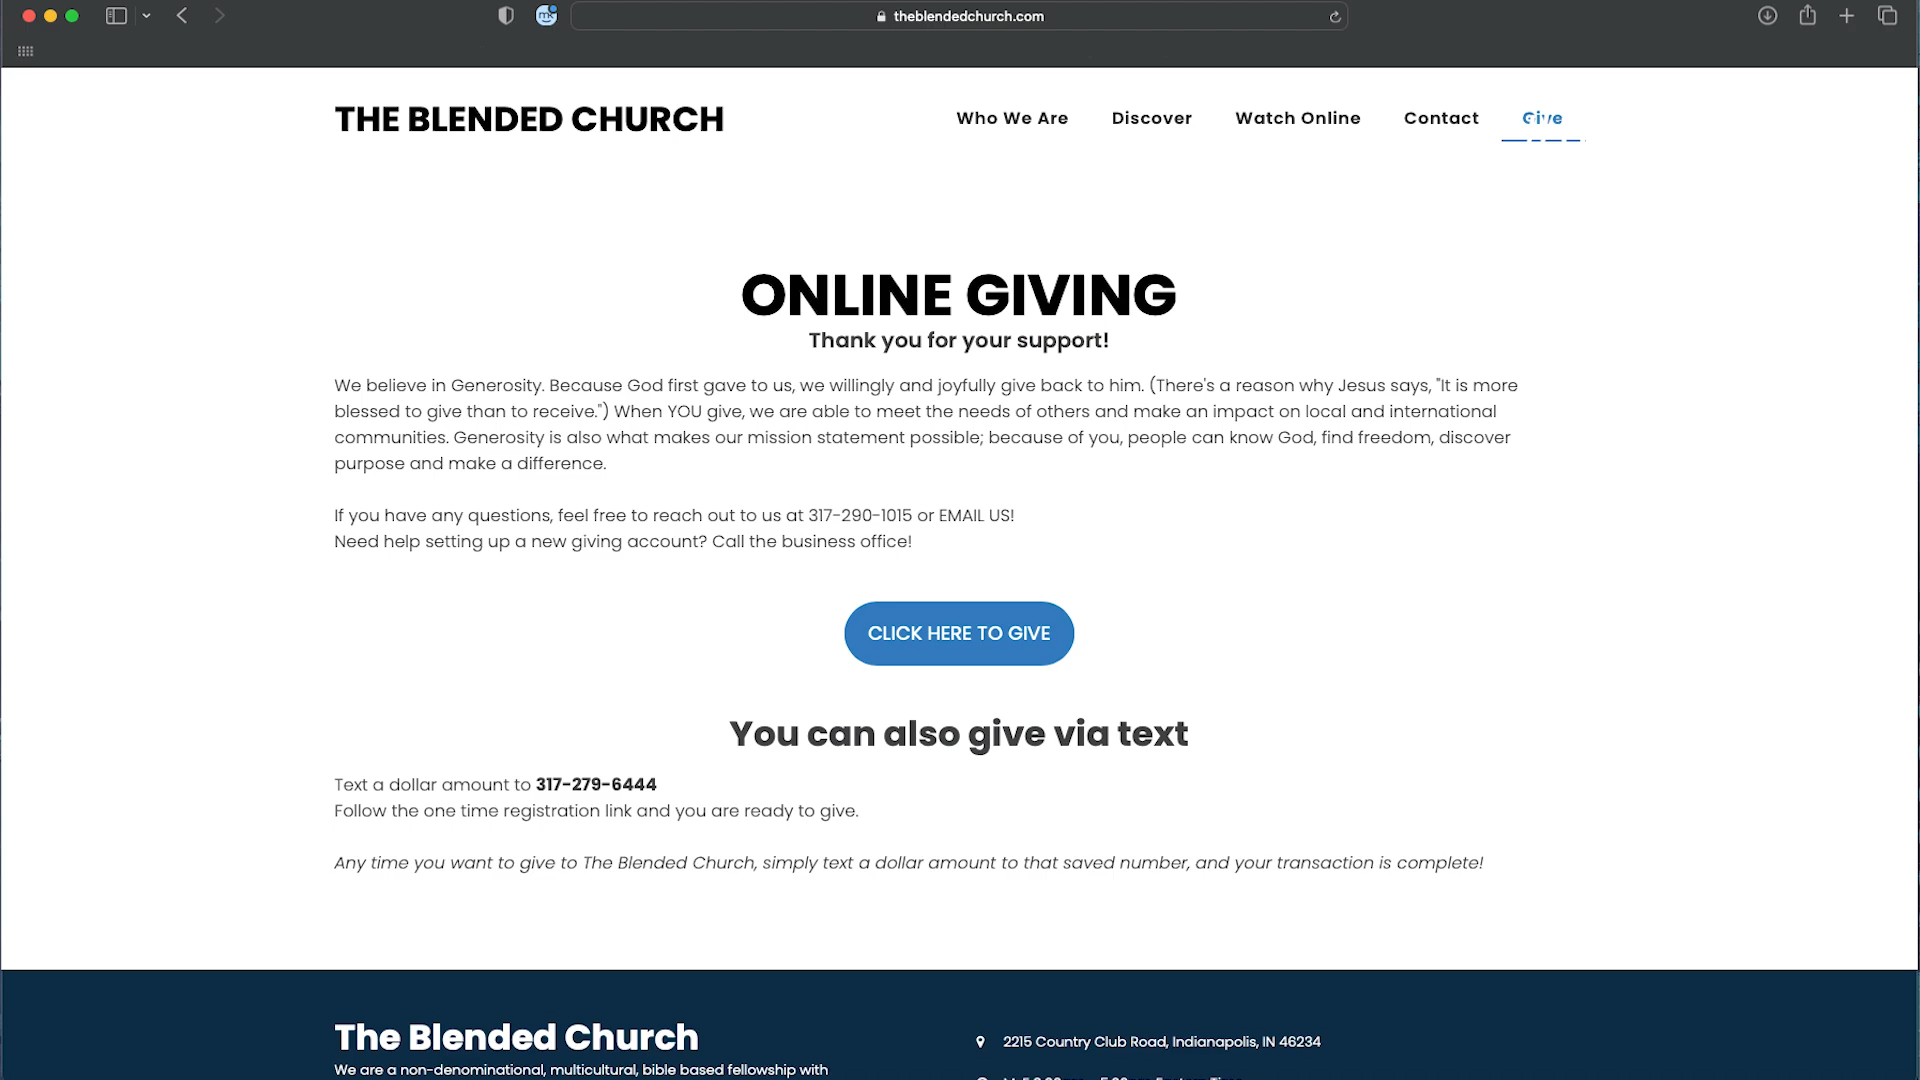 theblendedchurch.com
THE BLENDED CHURCH
Who We Are
Discover
Watch Online
Contact
Give
ONLINE GIVING
Thank you for your support!
We believe in Generosity. Because God first gave to us, we willingly and joyfully give back to him. (There's a reason why Jesus says, "It is more
blessed to give than to receive.") When YOU give, we are able to meet the needs of others and make an impact on local and international
communities. Generosity is also what makes our mission statement possible; because of you, people can know God, find freedom, discover
purpose and make a difference.
If you have any questions, feel free to reach out to us at 317-290-1015 or EMAIL US!
Need help setting up a new giving account? Call the business office!
CLICK HERE TO GIVE
You can also give via text
Text a dollar amount to 317-279-6444
Follow the one time registration link and you are ready to give.
Any time you want to give to The Blended Church, simply text a dollar amount to that saved number, and your transaction is complete!
The Blended Church
We are a non-denominational, multicultural, bible based fellowship with
2215 Country Club Road, Indianapolis, IN 46234